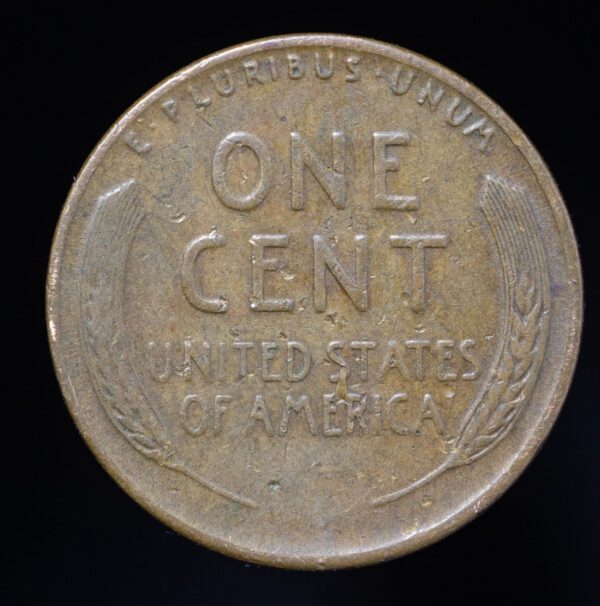 E·PLURIBUS·UNUM
ONE
CENT
UNITED STATES
OF AMERICA